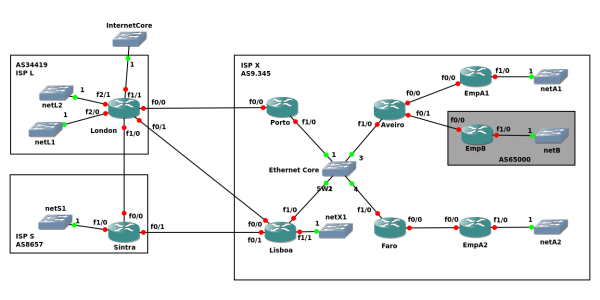 InternetCore
1
AS34419
ISP L
f2/1
1
netL2
f1/1
f2/0
1
netL1
London
f0/0
f1/0
f0/1
ISP S
AS8657
netS1
1
f1/0
f0/0
f0/1
Sintra
ISP X
AS9.345
f0/0
Porto
f1/0
1
Ethernet Core
SW2
3
4
f1/0
f0/0
f0/1
Lisboa
f1/1
1
netX1
f1/0
Aveiro
f0/0
f0/1
f0/0
EmpA1
f1/0
1
netA1
f0/0
EmpB
f1/0
1
netB
AS65000
f1/0
Faro
f0/0
f0/0
EmpA2
f1/0
1
netA2